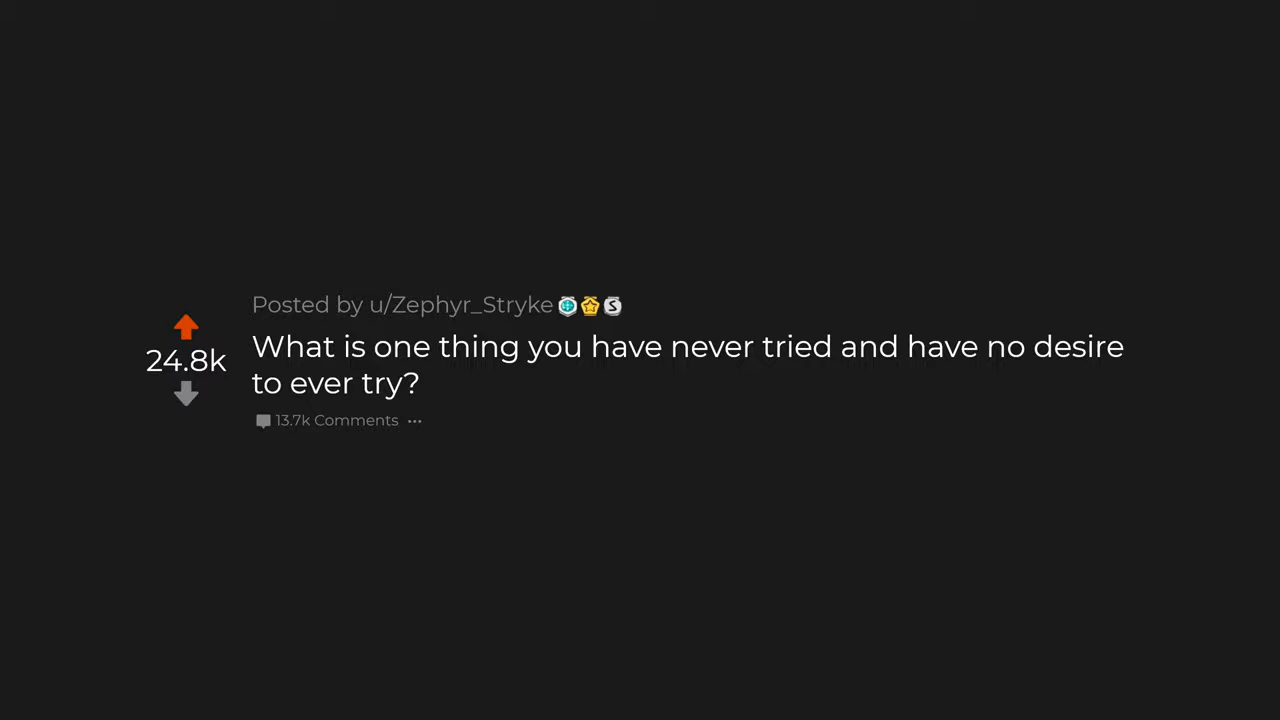 Posted by u/Zephyr_Stryke
24.8k
What is one thing you have never tried and have no desire
to ever try?
13.7k Comments ...